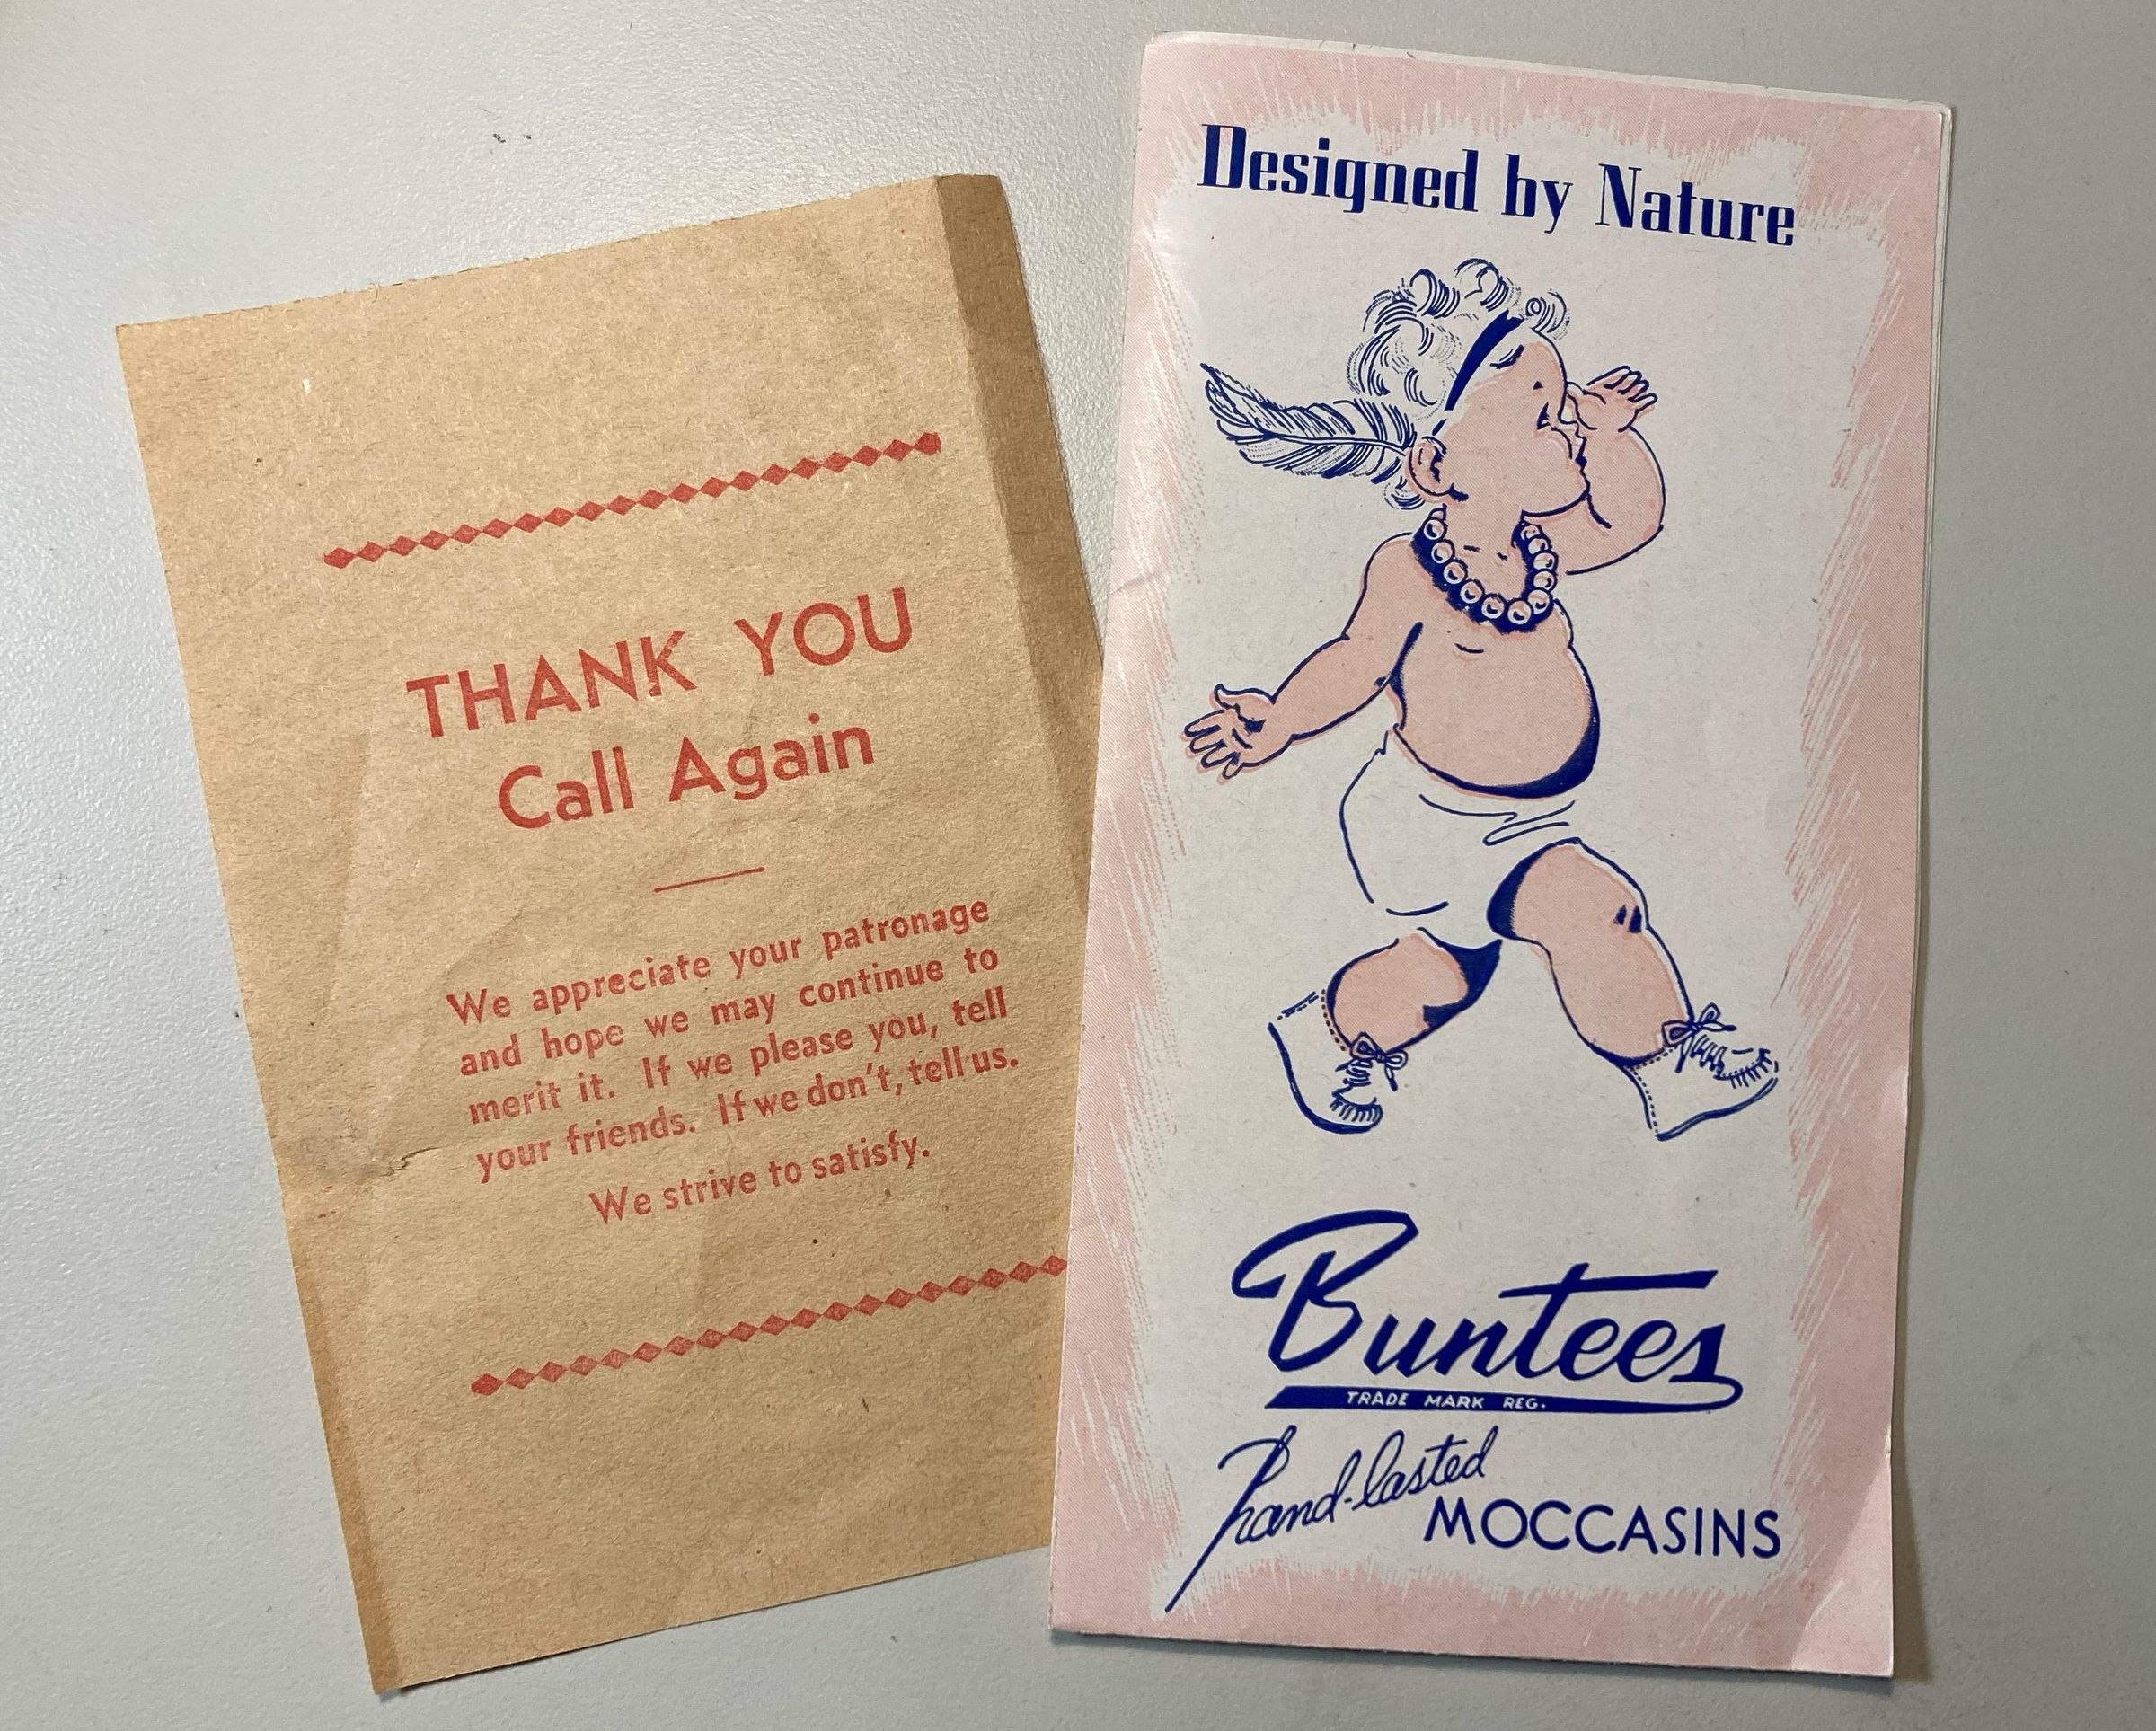 THANK YOU
Call Again
We appreciate your patronage
and hope we may continue to
merit it. If we please you, tell
your friends. If we don't, tell us.
We strive to satisfy.
Designed by Nature
Buntees
TRADE MARK REG.
hand-lasted
MOCCASINS